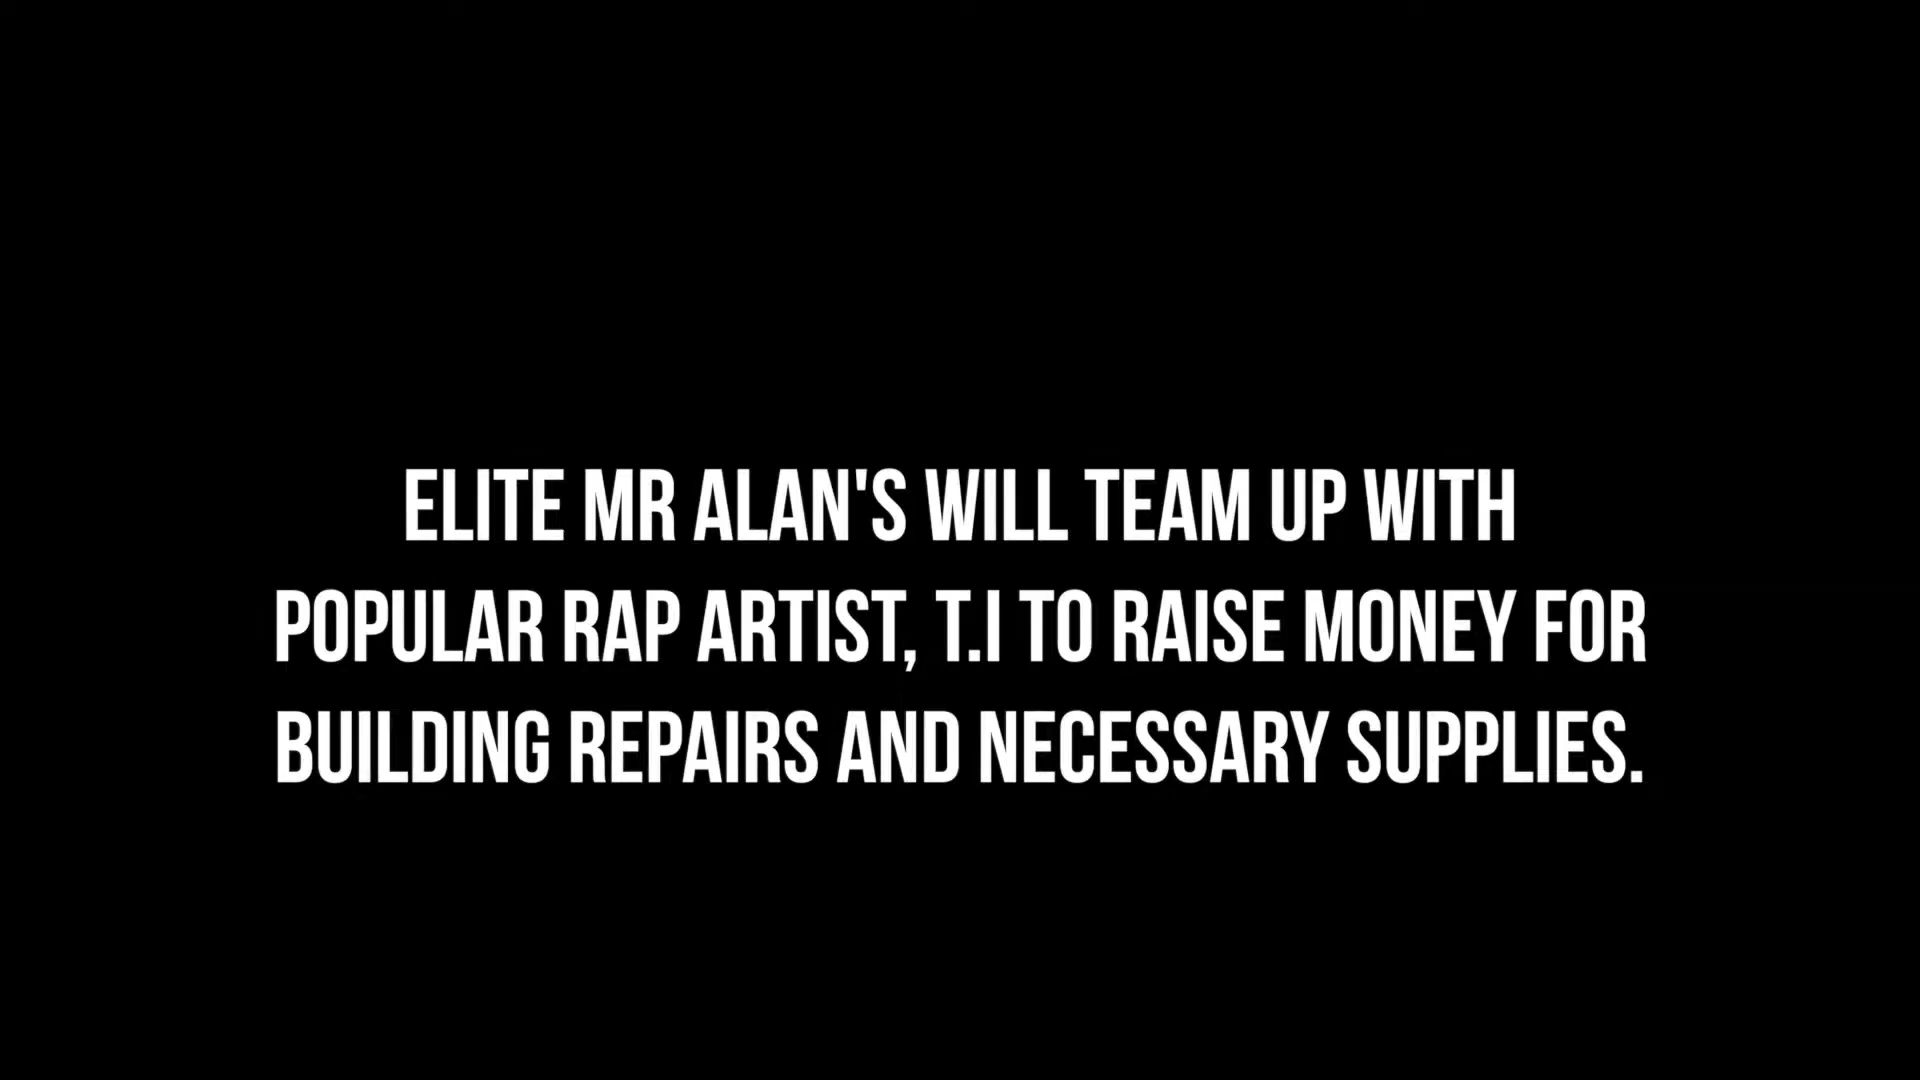 ELITE MR ALAN'S WILL TEAM UP WITH
POPULAR RAP ARTIST, T.I TO RAISE MONEY FOR
BUILDING REPAIRS AND NECESSARY SUPPLIES.